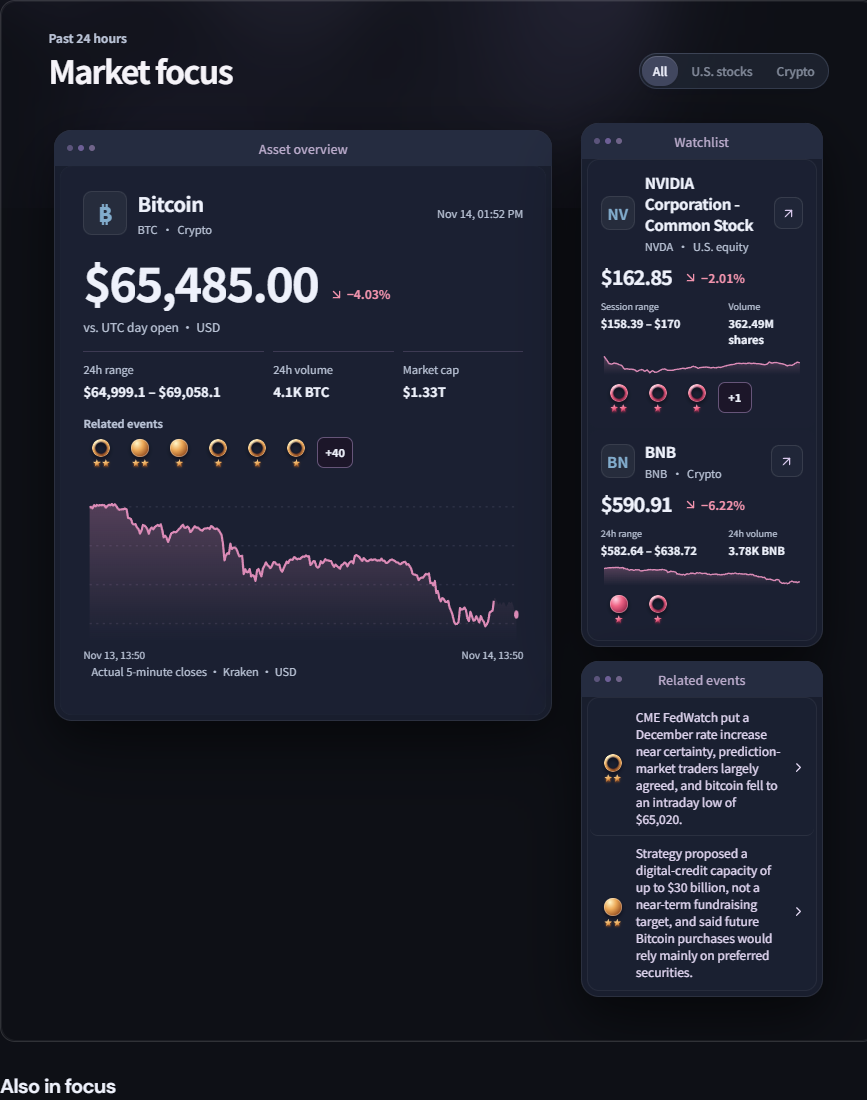 Past 24 hours
Market focus
All
U.S. stocks
Crypto
Asset overview
Bitcoin
BTC • Crypto
Nov 14, 01:52 PM
$65,485.00
↘ −4.03%
vs. UTC day open • USD
24h range
$64,999.1 – $69,058.1
24h volume
4.1K BTC
Market cap
$1.33T
Related events
+40
Nov 13, 13:50
Nov 14, 13:50
Actual 5-minute closes • Kraken • USD
Watchlist
NV
NVIDIA
Corporation -
Common Stock
NVDA • U.S. equity
$162.85
↘ −2.01%
Session range
$158.39 – $170
Volume
362.49M
shares
+1
BN
BNB
BNB • Crypto
$590.91
↘ −6.22%
24h range
$582.64 – $638.72
24h volume
3.78K BNB
Related events
CME FedWatch put a
December rate increase
near certainty, prediction-
market traders largely
agreed, and bitcoin fell to
an intraday low of
$65,020.
Strategy proposed a
digital-credit capacity of
up to $30 billion, not a
near-term fundraising
target, and said future
Bitcoin purchases would
rely mainly on preferred
securities.
Also in focus